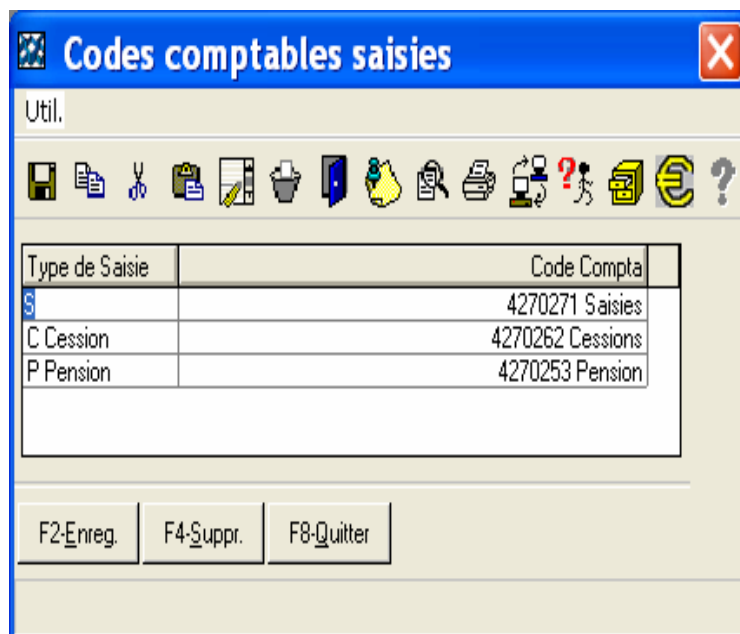 Codes comptables saisies
Util.
Type de Saisie Code Compta
S 4270271 Saisies
C Cession 4270262 Cessions
P Pension 4270253 Pension
F2-Enreg. F4-Suppr. F8-Quitter